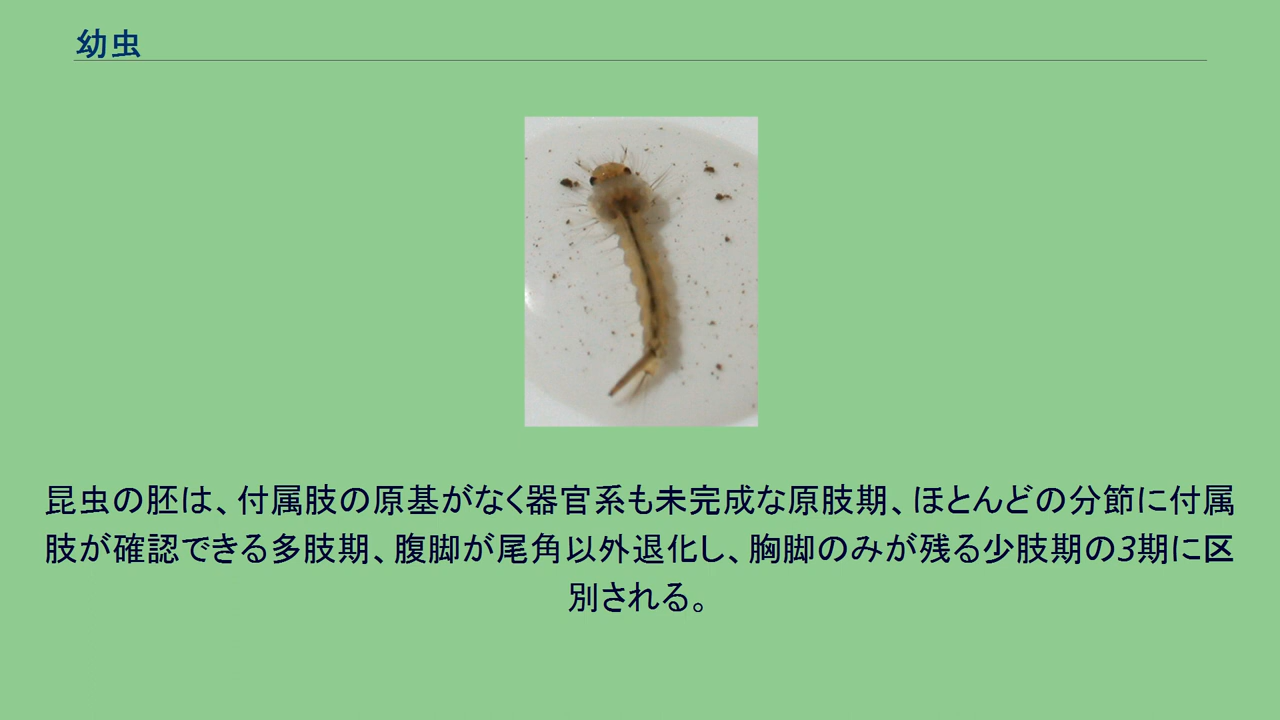 幼虫
昆虫の胚は、付属肢の原基がなく器官系も未完成な原肢期、ほとんどの分節に付属
肢が確認できる多肢期、腹脚が尾角以外退化し、胸脚のみが残る少肢期の3期に区
別される。